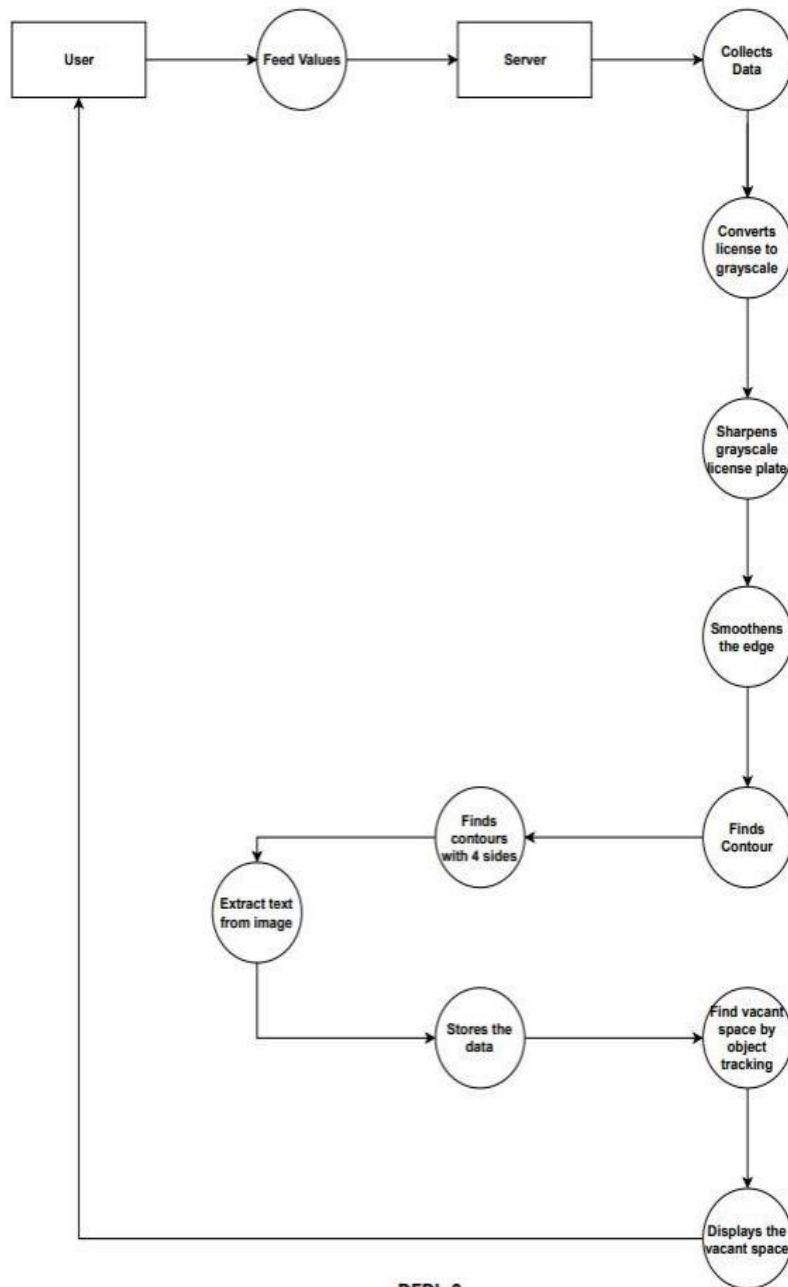 User
Feed Values
Server
Collects
Data
Converts
license to
grayscale
Sharpens
grayscale
license plate
Smoothens
the edge
Finds
contours
with 4 sides
Finds
Contour
Extract text
from image
Stores the
data
Find vacant
space by
object
tracking
Displays the
vacant space